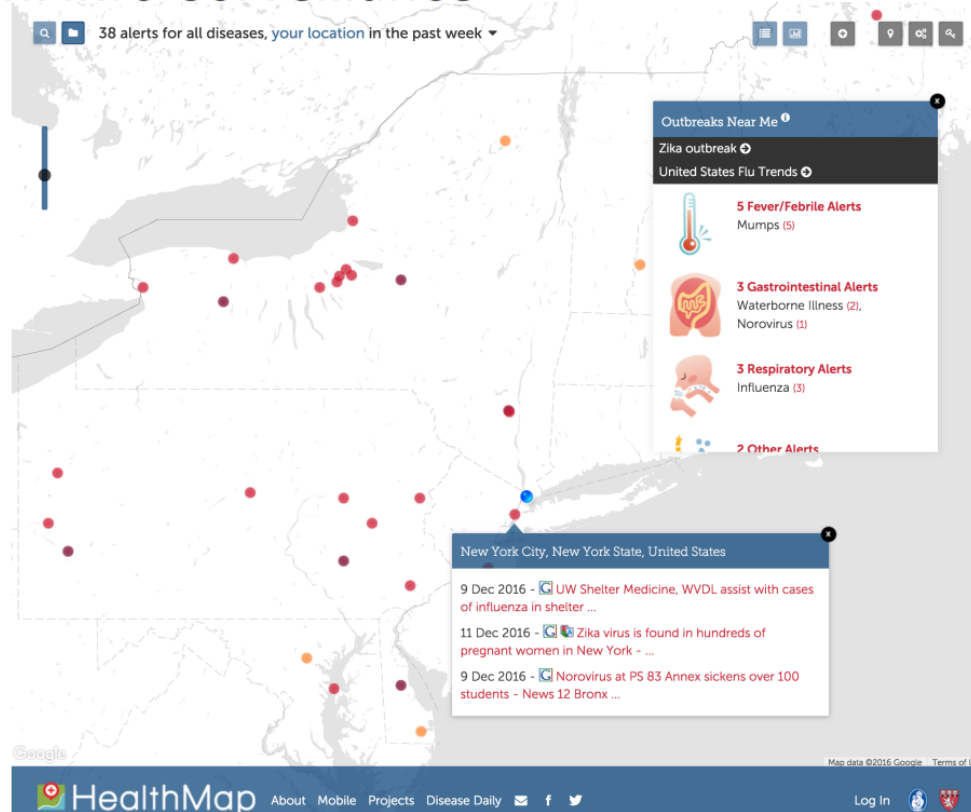 38 alerts for all diseases, your location in the past week
Outbreaks Near Me
Zika outbreak
United States Flu Trends
5 Fever/Febrile Alerts
Mumps (5)
3 Gastrointestinal Alerts
Waterborne Illness (2),
Norovirus (1)
3 Respiratory Alerts
Influenza (3)
2 Other Alerts
New York City, New York State, United States
9 Dec 2016 - G UW Shelter Medicine, WVDL assist with cases
of influenza in shelter ...
11 Dec 2016 - G Zika virus is found in hundreds of
pregnant women in New York - ...
9 Dec 2016 - G Norovirus at PS 83 Annex sickens over 100
students - News 12 Bronx ...
Google
Map data ©2016 Google Terms of
HealthMap About Mobile Projects Disease Daily f Log In